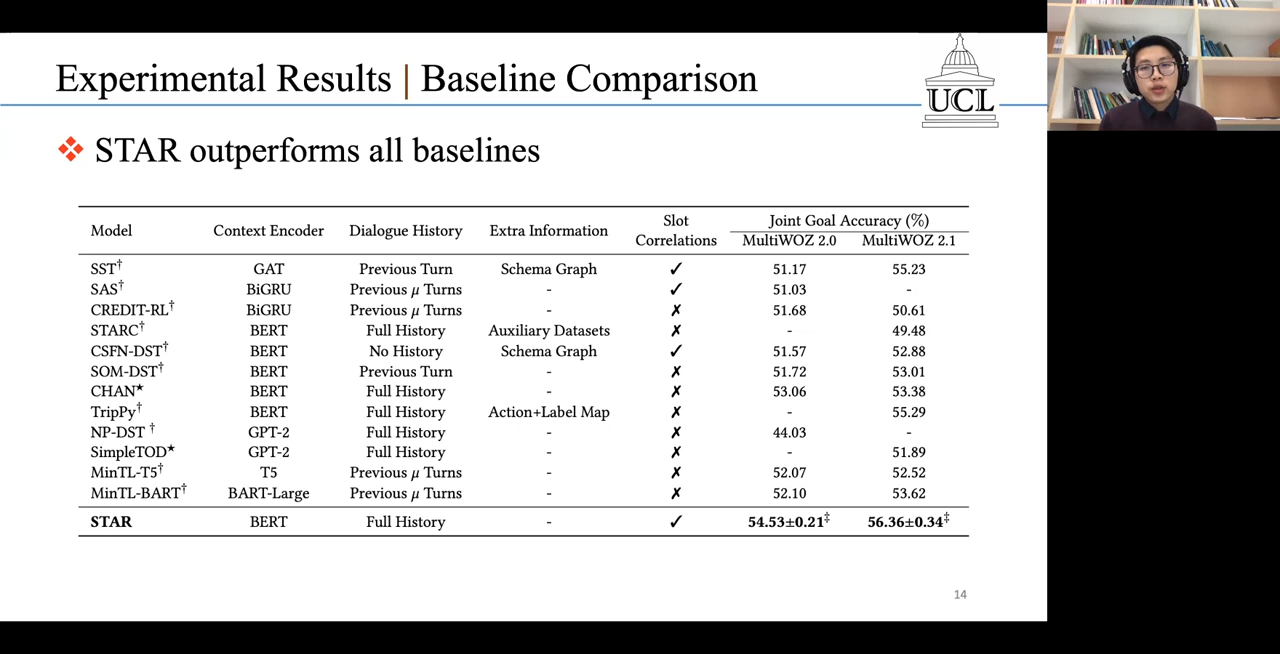 Experimental Results | Baseline Comparison
UCL
❖ STAR outperforms all baselines
Model Context Encoder Dialogue History Extra Information Slot Correlations Joint Goal Accuracy (%)
MultiWOZ 2.0 MultiWOZ 2.1
SST† GAT Previous Turn Schema Graph ✓ 51.17 55.23
SAS† BiGRU Previous μ Turns - ✓ 51.03 -
CREDIT-RL† BiGRU Previous μ Turns - ✗ 51.68 50.61
STARC† BERT Full History Auxiliary Datasets ✗ - 49.48
CSFN-DST† BERT No History Schema Graph ✓ 51.57 52.88
SOM-DST† BERT Previous Turn - ✗ 51.72 53.01
CHAN★ BERT Full History - ✗ 53.06 53.38
TripPy† BERT Full History Action+Label Map ✗ - 55.29
NP-DST † GPT-2 Full History - ✗ 44.03 -
SimpleTOD★ GPT-2 Full History - ✗ - 51.89
MinTL-T5† T5 Previous μ Turns - ✗ 52.07 52.52
MinTL-BART† BART-Large Previous μ Turns - ✗ 52.10 53.62
STAR BERT Full History - ✓ 54.53±0.21‡ 56.36±0.34‡
14